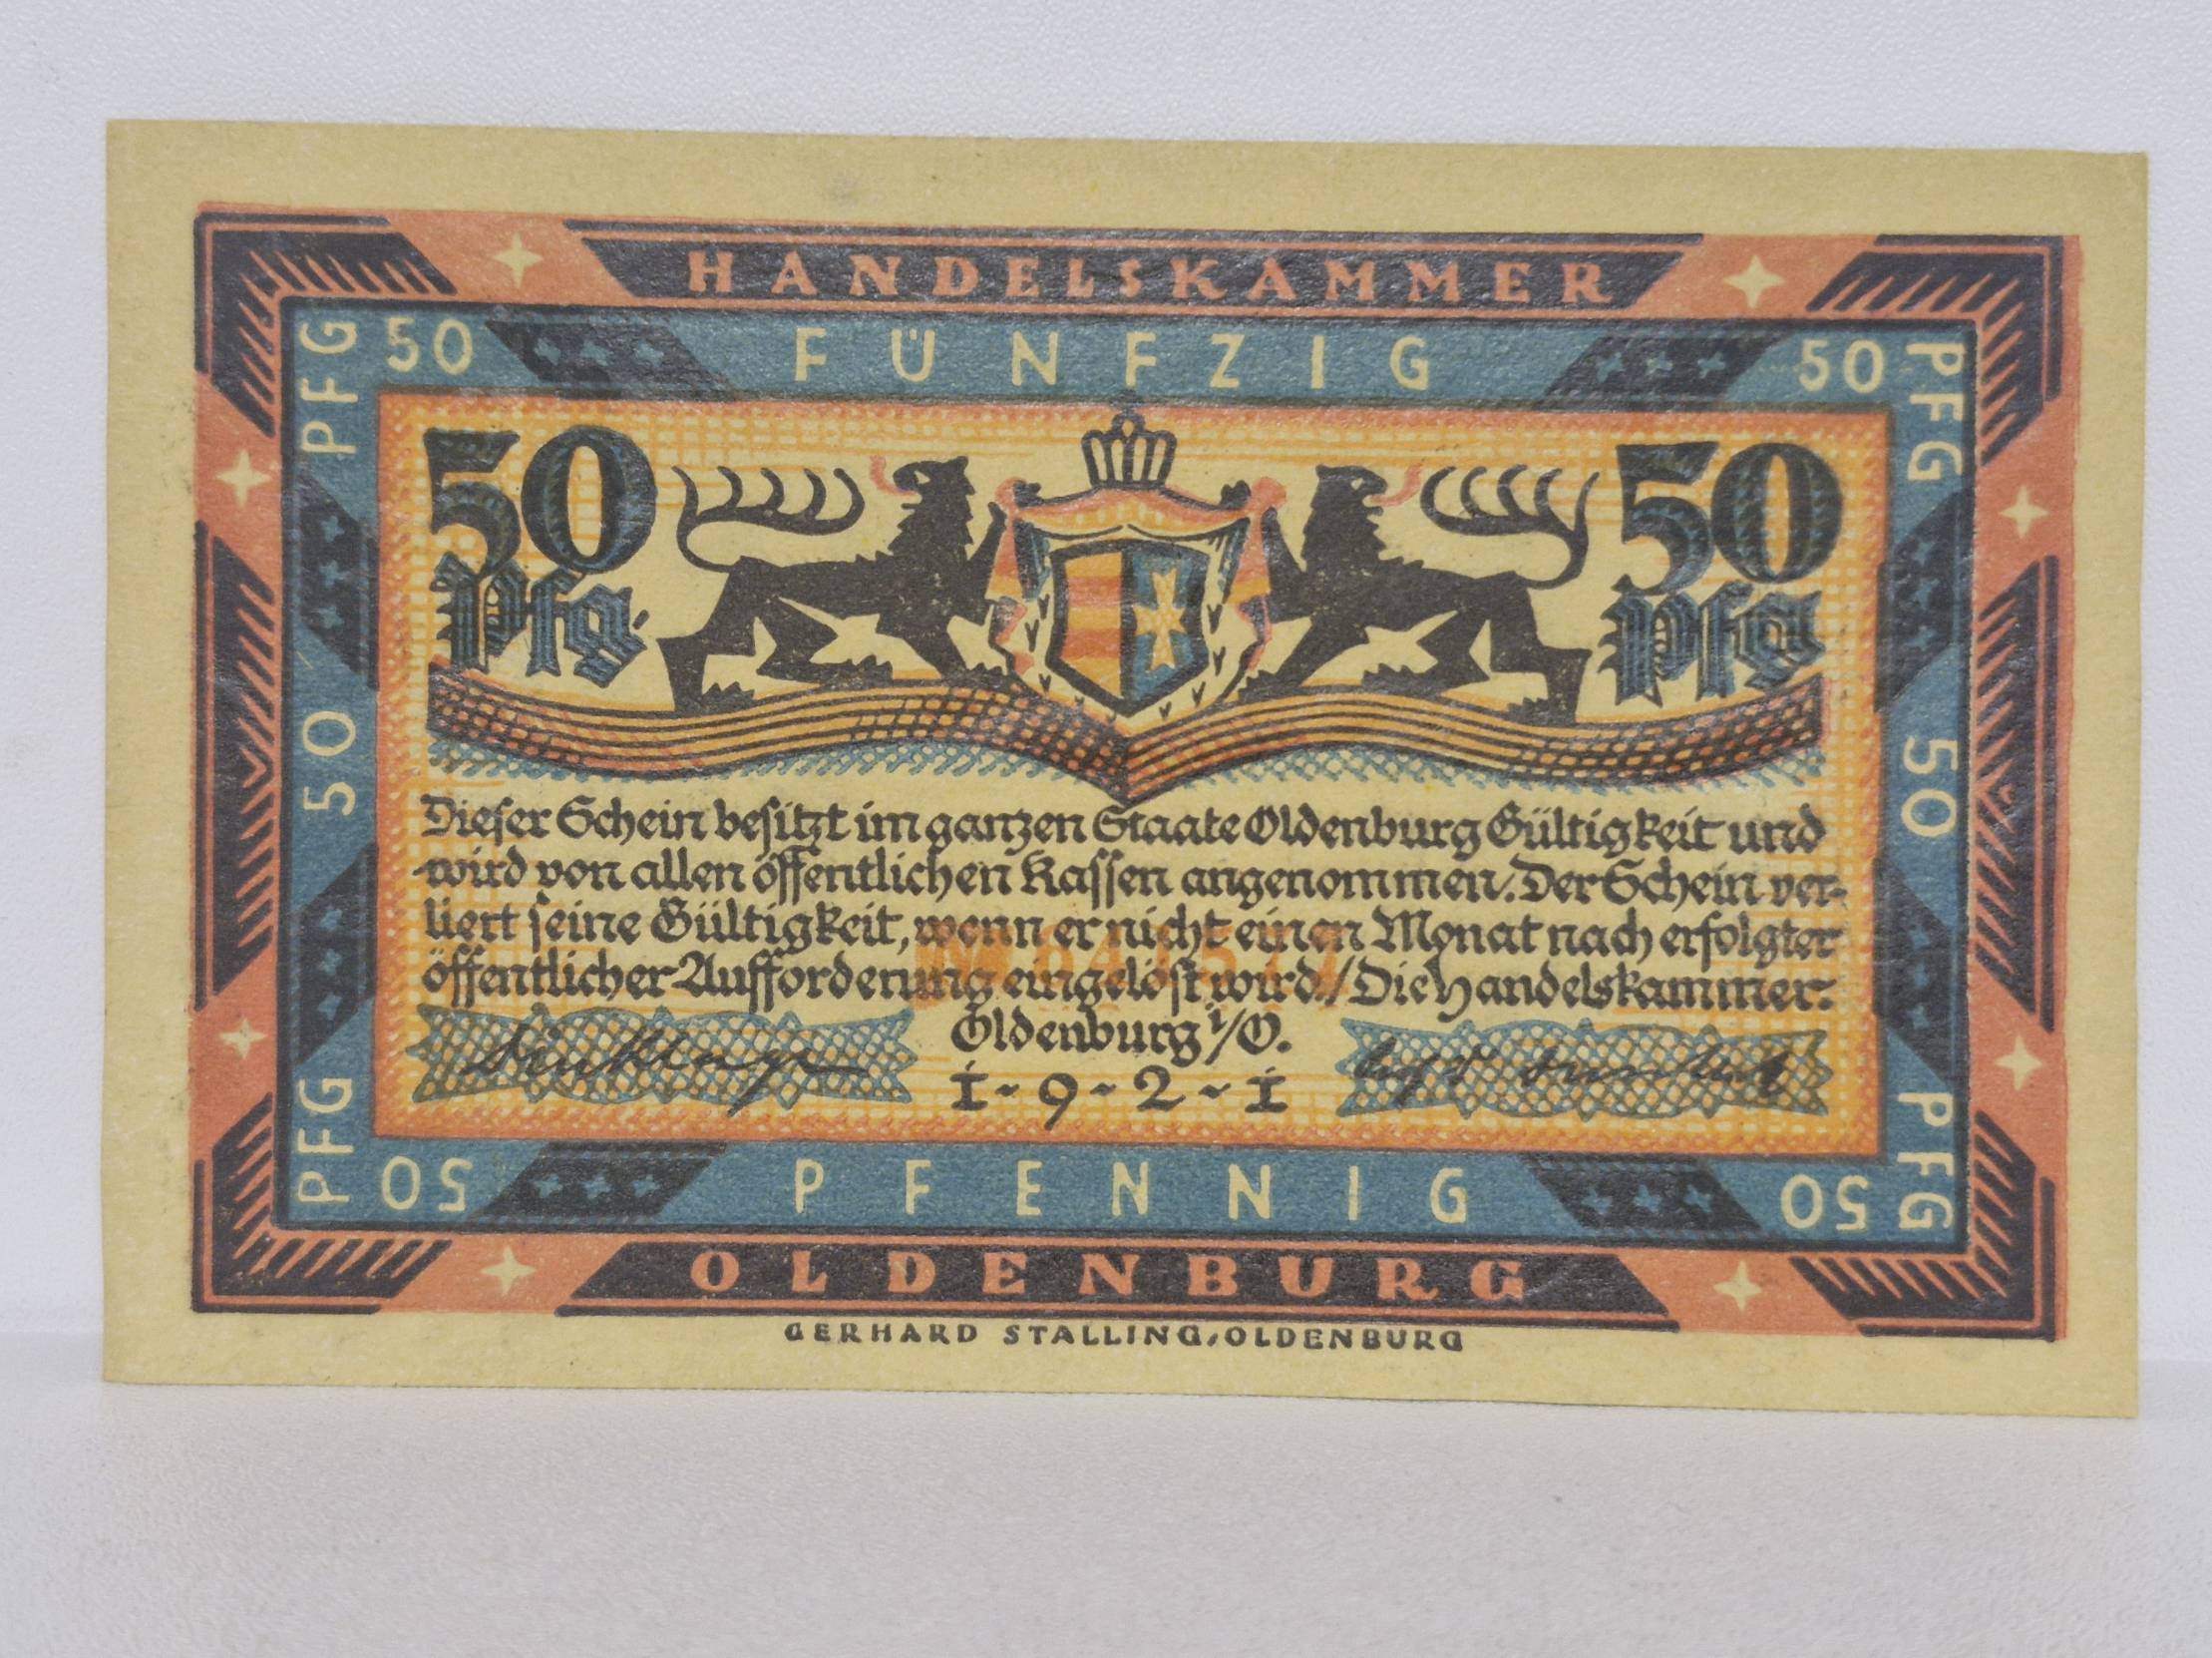 HANDELSKAMMER
50 FÜNFZIG 50
PFG 50 PFG
PFG 50 PFG
50 Pfg.
50 Pfg
Dieser Schein besitzt im ganzen Staate Oldenburg Gültigkeit und
wird von allen öffentlichen Kassen angenommen. Der Schein ver-
liert seine Gültigkeit, wenn er nicht einen Monat nach erfolgter
öffentlicher Aufforderung eingelöst wird./Die Handelskammer:
Oldenburg i/O.
1-9-2-1
50 PFENNIG 50
OLDENBURG
GERHARD STALLING, OLDENBURG